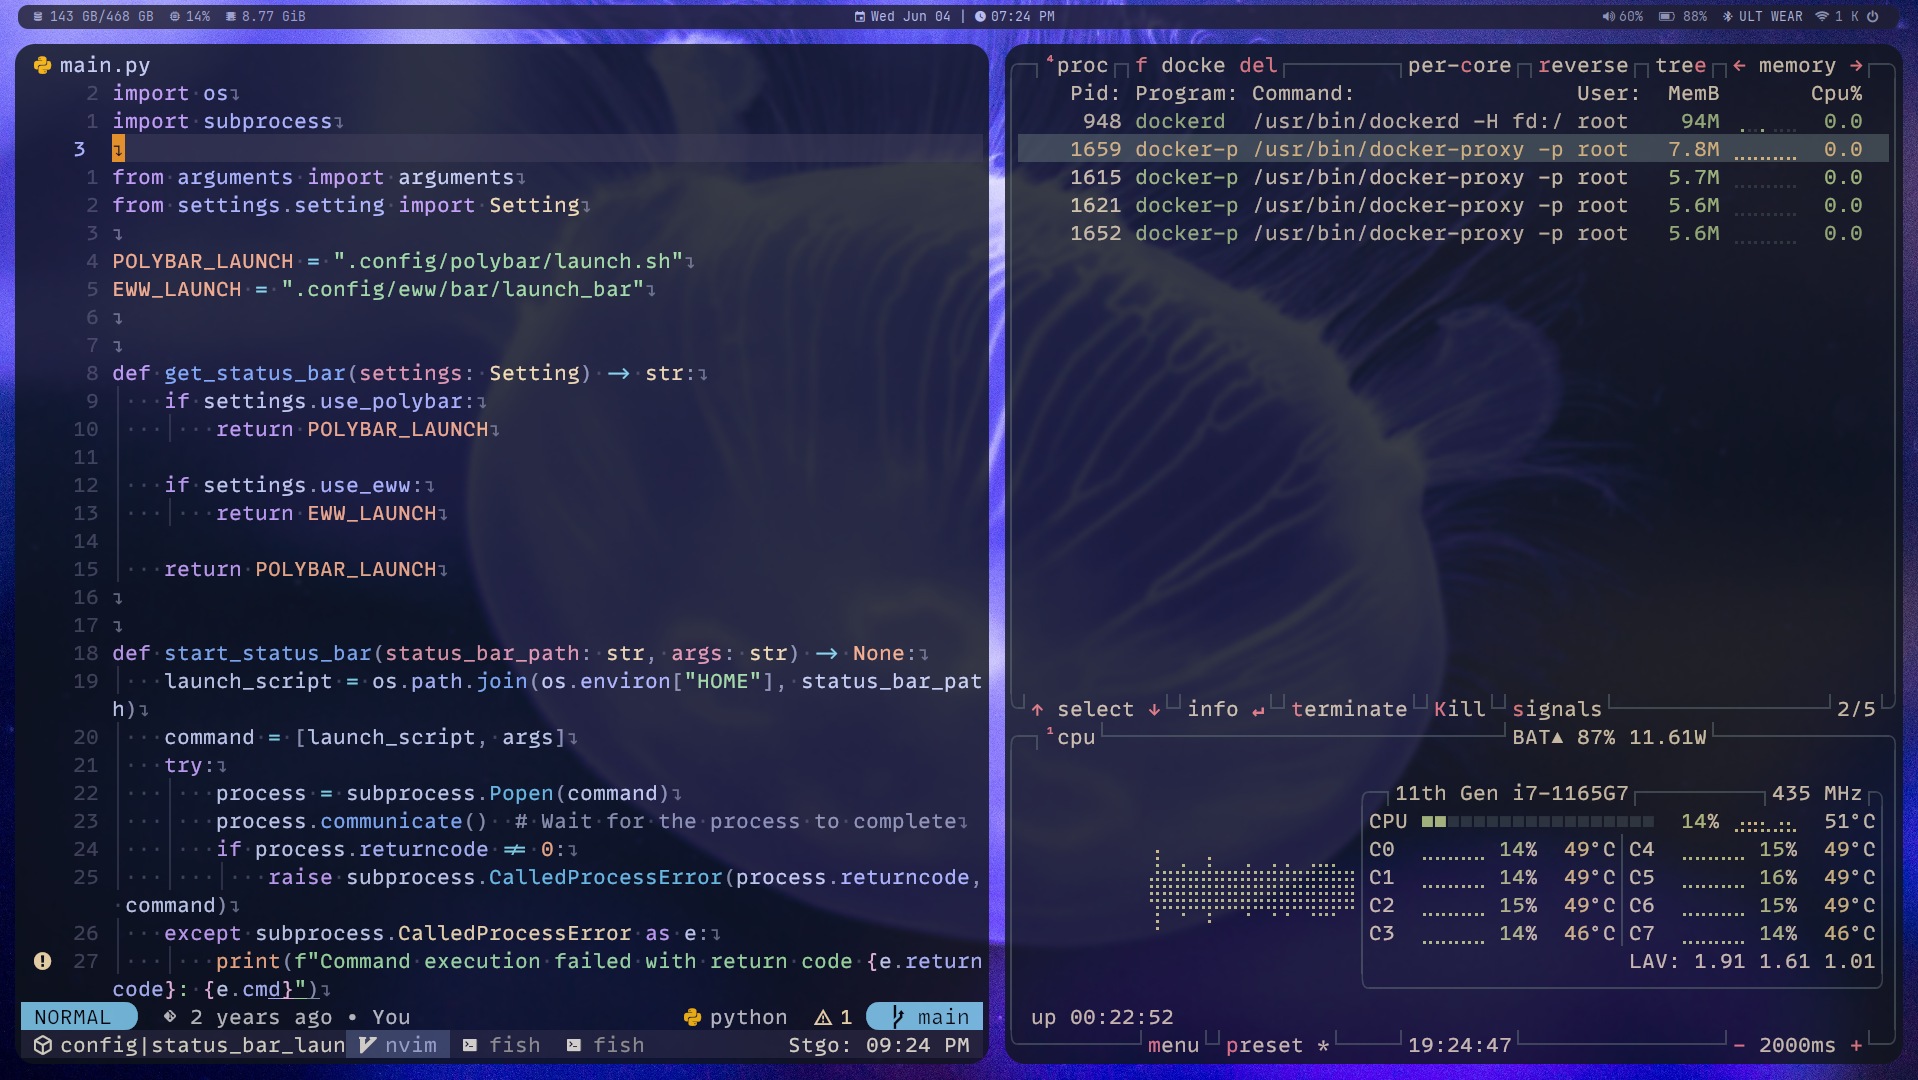 143 GB/468 GB 14% 8.77 GiB
Wed Jun 04 | 07:24 PM
60% 88% ULT WEAR 1 K
main.py
2 import os
1 import subprocess
3
1 from arguments import arguments
2 from settings.setting import Setting
3
4 POLYBAR_LAUNCH = ".config/polybar/launch.sh"
5 EWW_LAUNCH = ".config/eww/bar/launch_bar"
6
7
8 def get_status_bar(settings: Setting) -> str:
9 if settings.use_polybar:
10 return POLYBAR_LAUNCH
11
12 if settings.use_eww:
13 return EWW_LAUNCH
14
15 return POLYBAR_LAUNCH
16
17
18 def start_status_bar(status_bar_path: str, args: str) -> None:
19 launch_script = os.path.join(os.environ["HOME"], status_bar_pat
h)
20 command = [launch_script, args]
21 try:
22 process = subprocess.Popen(command)
23 process.communicate() # Wait for the process to complete
24 if process.returncode != 0:
25 raise subprocess.CalledProcessError(process.returncode,
command)
26 except subprocess.CalledProcessError as e:
27 print(f"Command execution failed with return code {e.return
code}: {e.cmd}")
NORMAL 2 years ago • You python 1 main
config|status_bar_laun nvim fish fish Stgo: 09:24 PM
4proc f docke del per-core reverse tree ← memory →
Pid: Program: Command: User: MemB Cpu%
948 dockerd /usr/bin/dockerd -H fd:/ root 94M 0.0
1659 docker-p /usr/bin/docker-proxy -p root 7.8M 0.0
1615 docker-p /usr/bin/docker-proxy -p root 5.7M 0.0
1621 docker-p /usr/bin/docker-proxy -p root 5.6M 0.0
1652 docker-p /usr/bin/docker-proxy -p root 5.6M 0.0
↑ select ↓ info ↵ terminate Kill signals 2/5
1cpu BAT▲ 87% 11.61W
11th Gen i7-1165G7 435 MHz
CPU 14% 51°C
C0 14% 49°C C4 15% 49°C
C1 14% 49°C C5 16% 49°C
C2 15% 49°C C6 15% 49°C
C3 14% 46°C C7 14% 46°C
LAV: 1.91 1.61 1.01
up 00:22:52
menu preset * 19:24:47 - 2000ms +